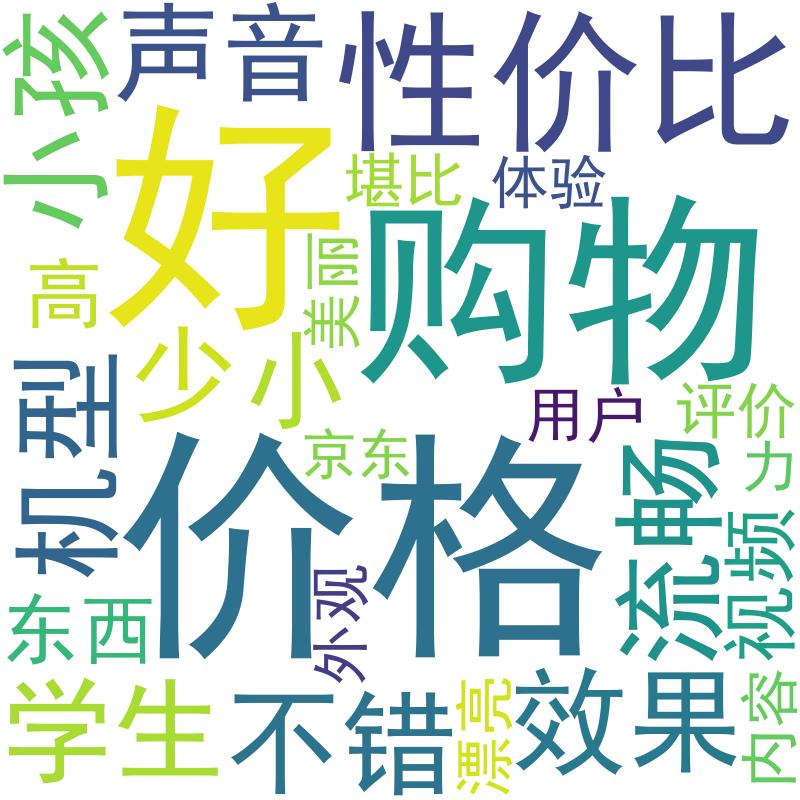 小孩
声音
性价比
好
堪比
体验
购物
高
美丽
少
小
机型
用户
评价
京东
价格
流畅
力
视频
东西
外观
学生
不错
漂亮
效果
内容